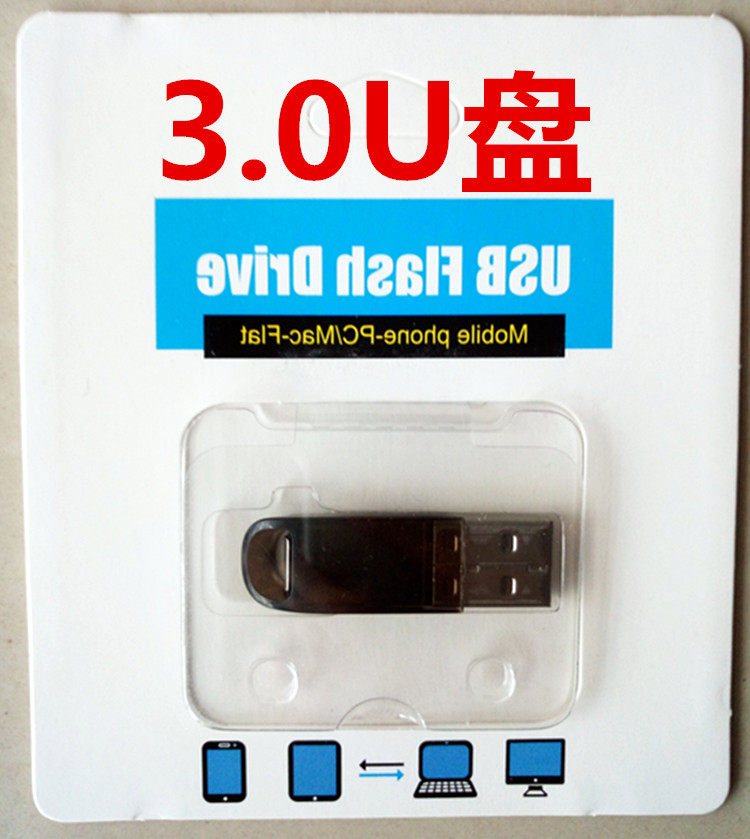 3.0U盘
USB Flash Drive
Mobile phone-PC/Mac-Flat